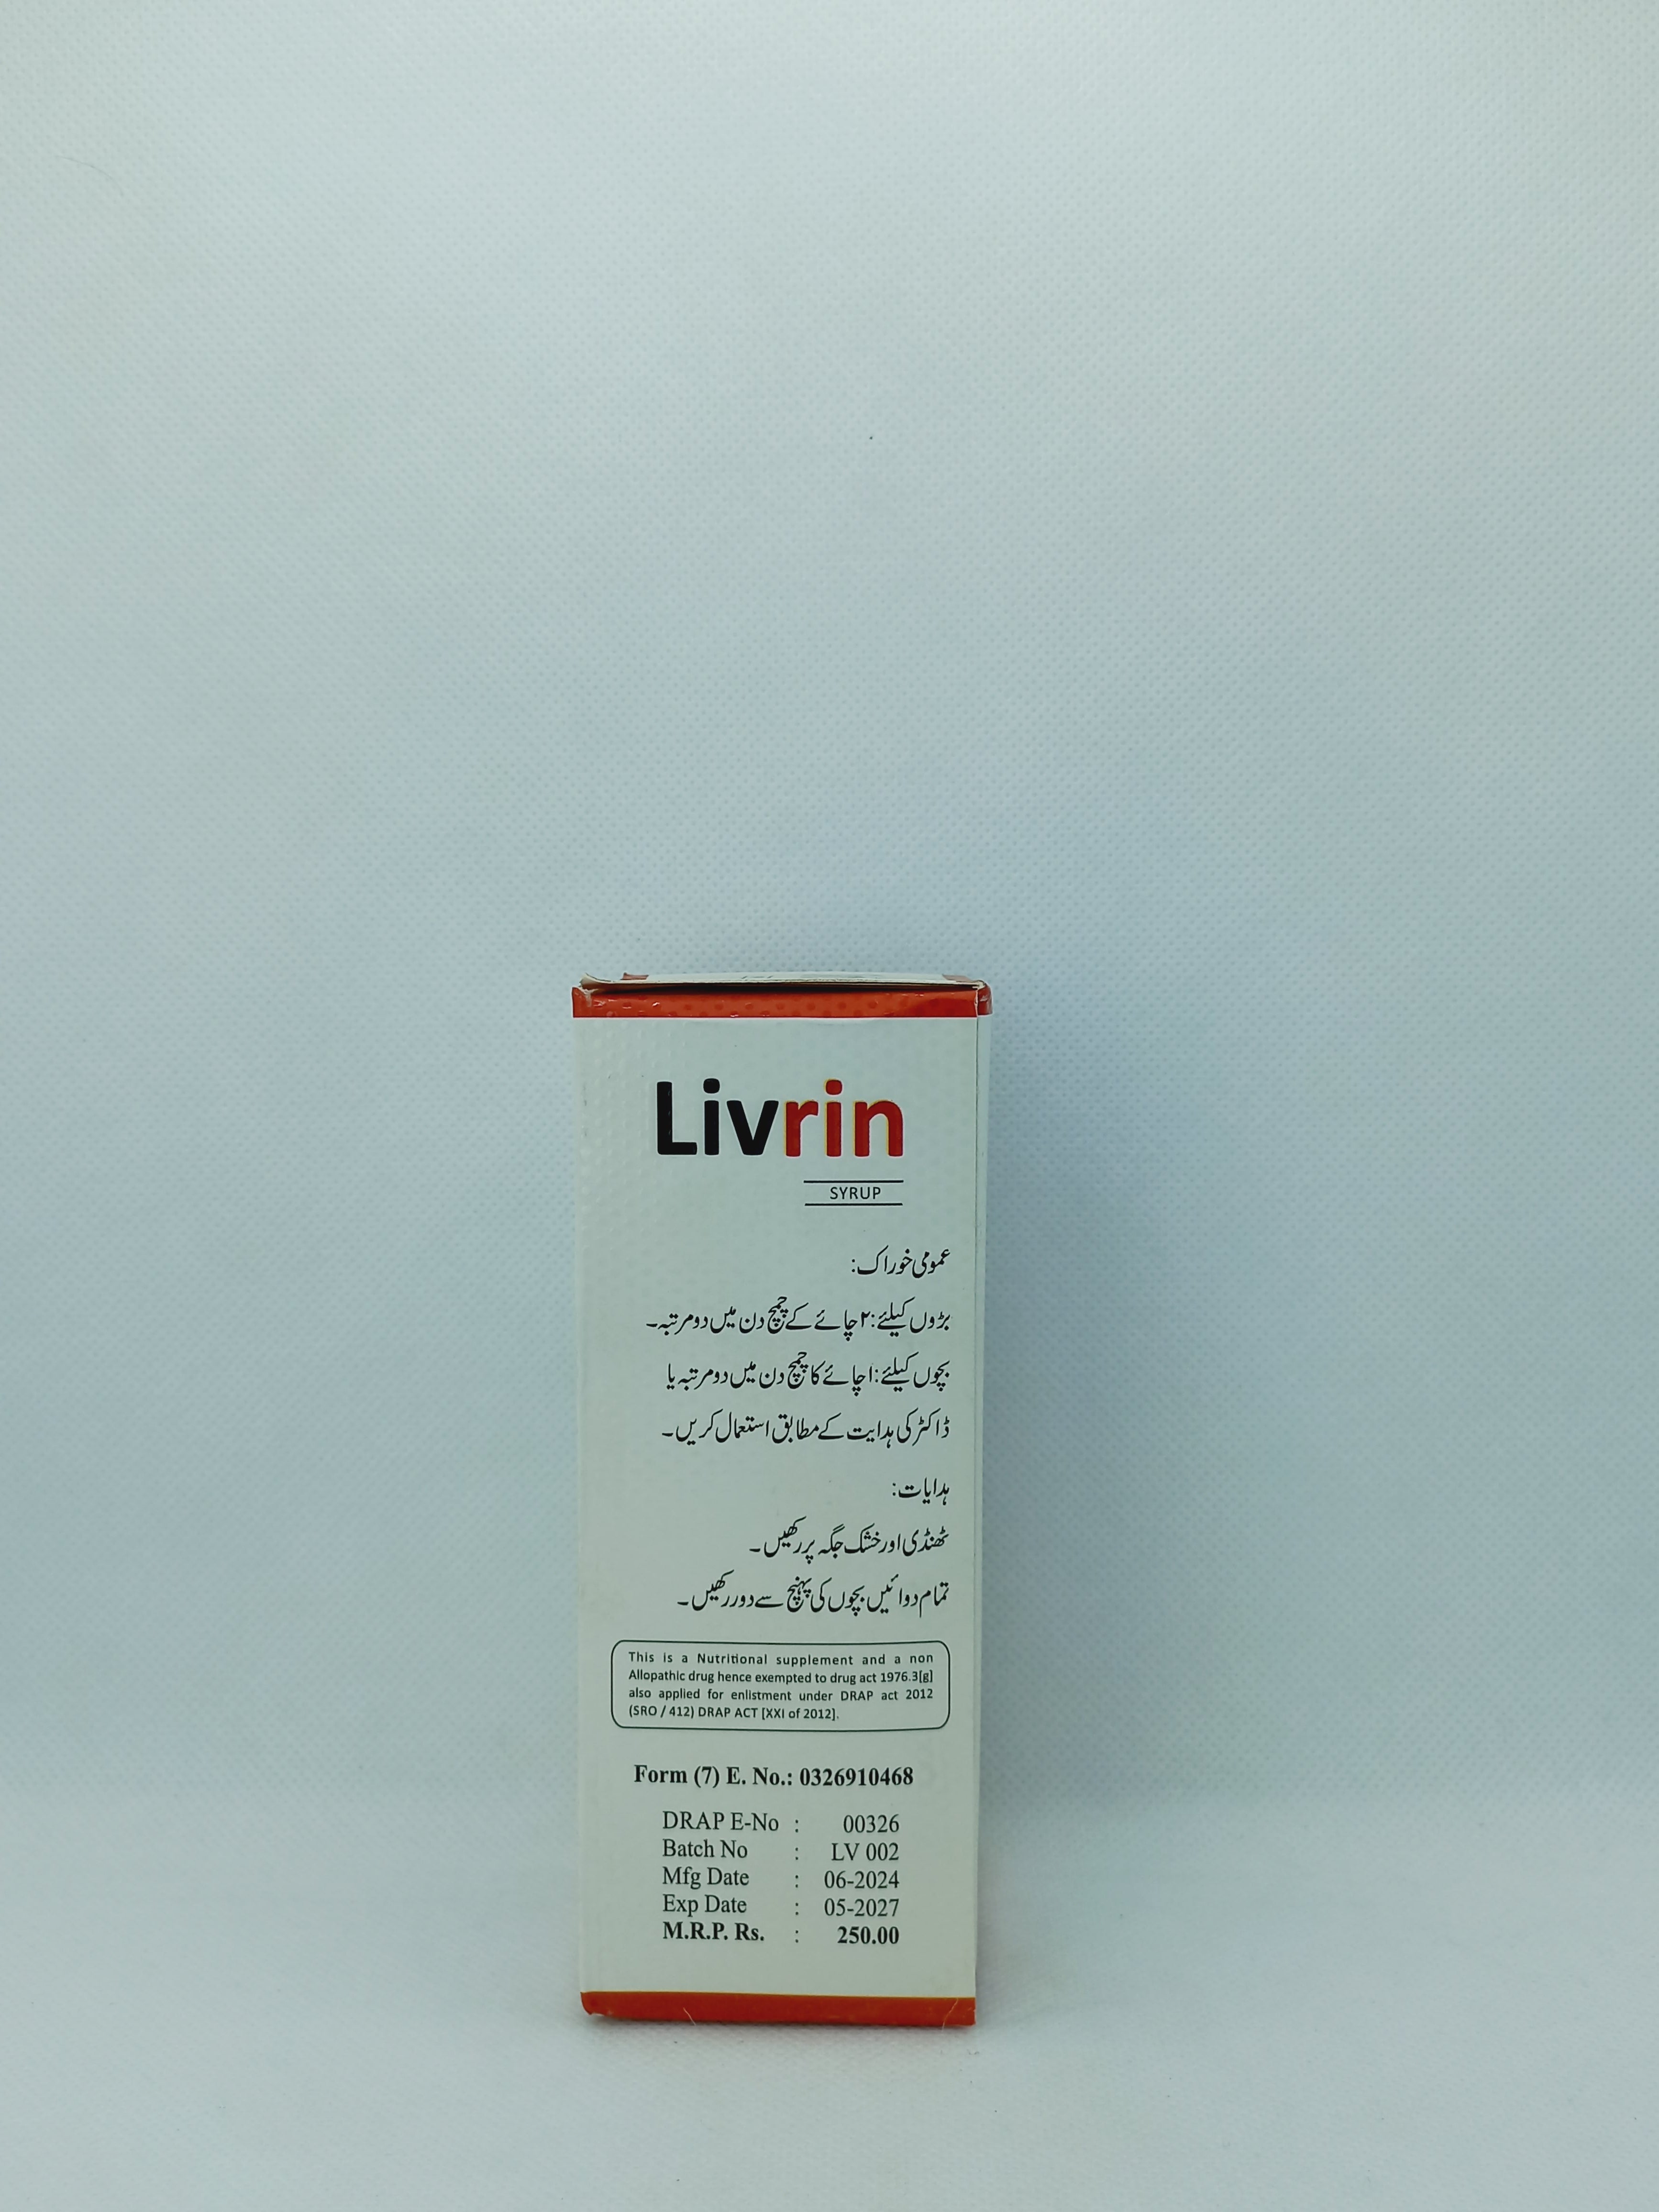 Livrin
SYRUP
عمومی خوراک:
بڑوں کیلئے: ۲ چائے کے چمچ دن میں دو مرتبہ۔
بچوں کیلئے: ۱ چائے کا چمچ دن میں دو مرتبہ یا
ڈاکٹر کی ہدایت کے مطابق استعمال کریں۔
ہدایات:
ٹھنڈی اور خشک جگہ پر رکھیں۔
تمام دوائیں بچوں کی پہنچ سے دور رکھیں۔
This is a Nutritional supplement and a non
Allopathic drug hence exempted to drug act 1976.3[g]
also applied for enlistment under DRAP act 2012
(SRO / 412) DRAP ACT [XXI of 2012].
Form (7) E. No.: 0326910468
DRAP E-No : 00326
Batch No : LV 002
Mfg Date : 06-2024
Exp Date : 05-2027
M.R.P. Rs. : 250.00